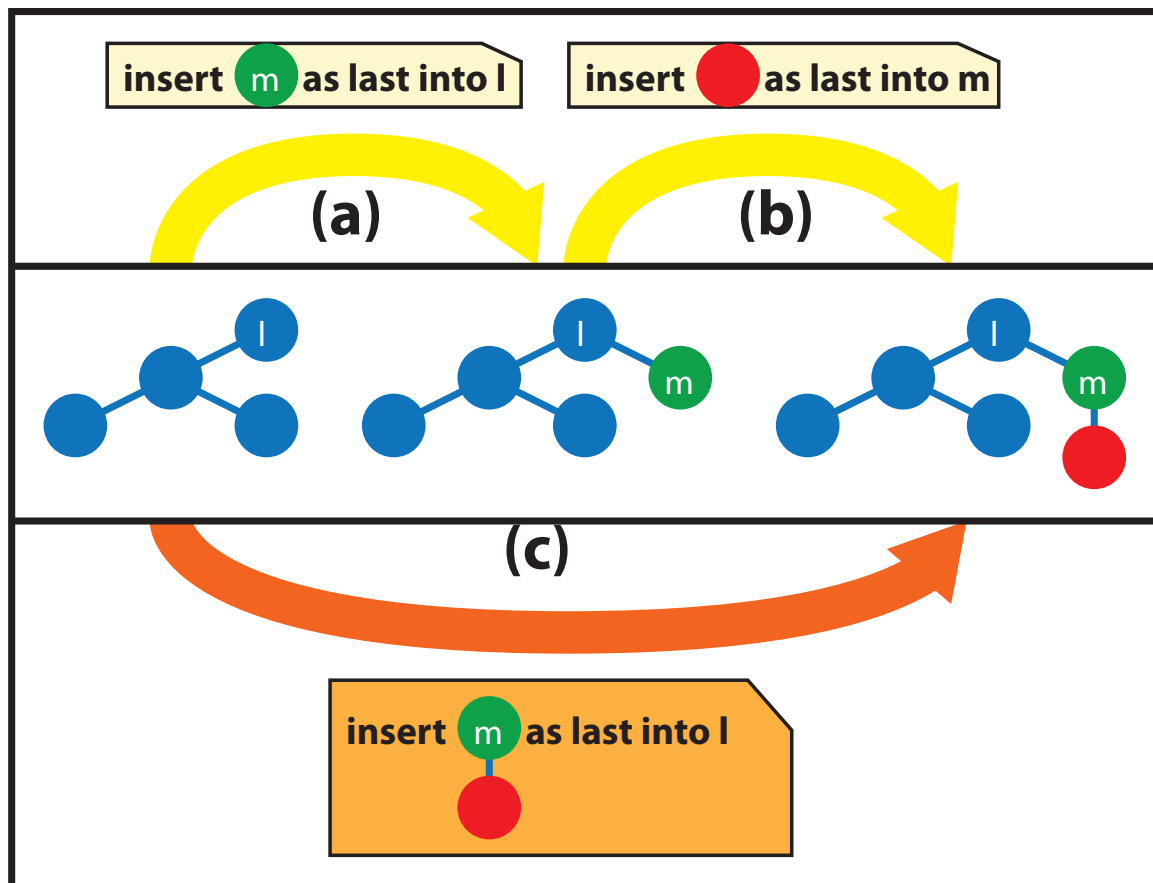 insert m as last into l
insert as last into m
(a)
(b)
l
l
m
l
m
(c)
insert m as last into l